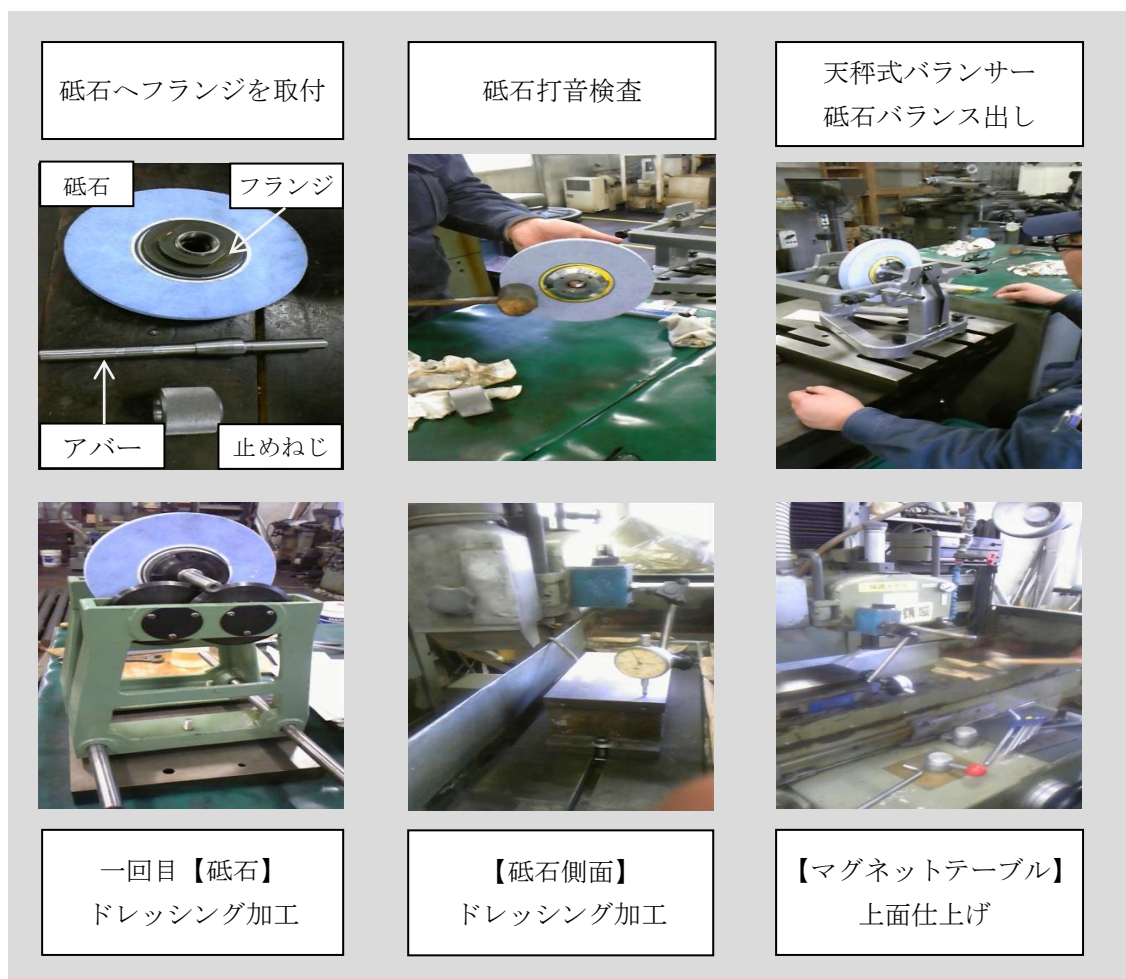 砥石へフランジを取付
砥石打音検査
天秤式バランサー
砥石バランス出し
砥石
フランジ
アバー
止めねじ
一回目【砥石】
ドレッシング加工
【砥石側面】
ドレッシング加工
【マグネットテーブル】
上面仕上げ